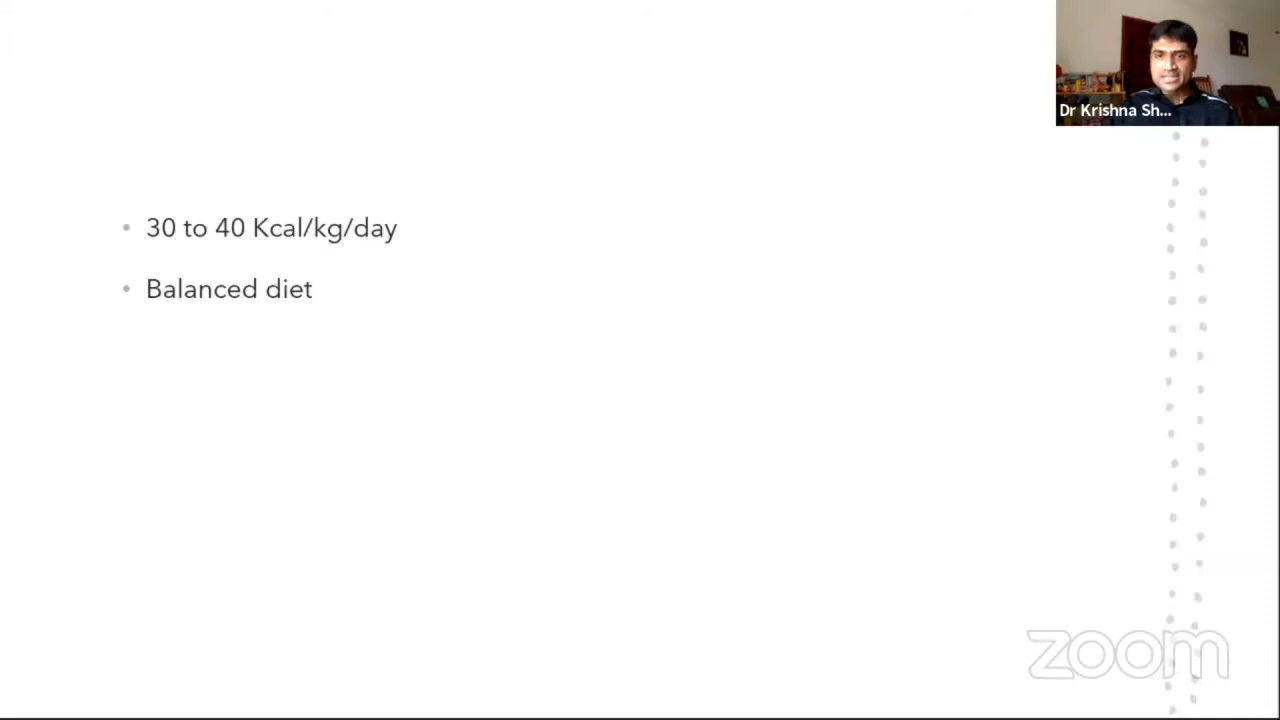 Dr Krishna Sh...
• 30 to 40 Kcal/kg/day
• Balanced diet
zoom